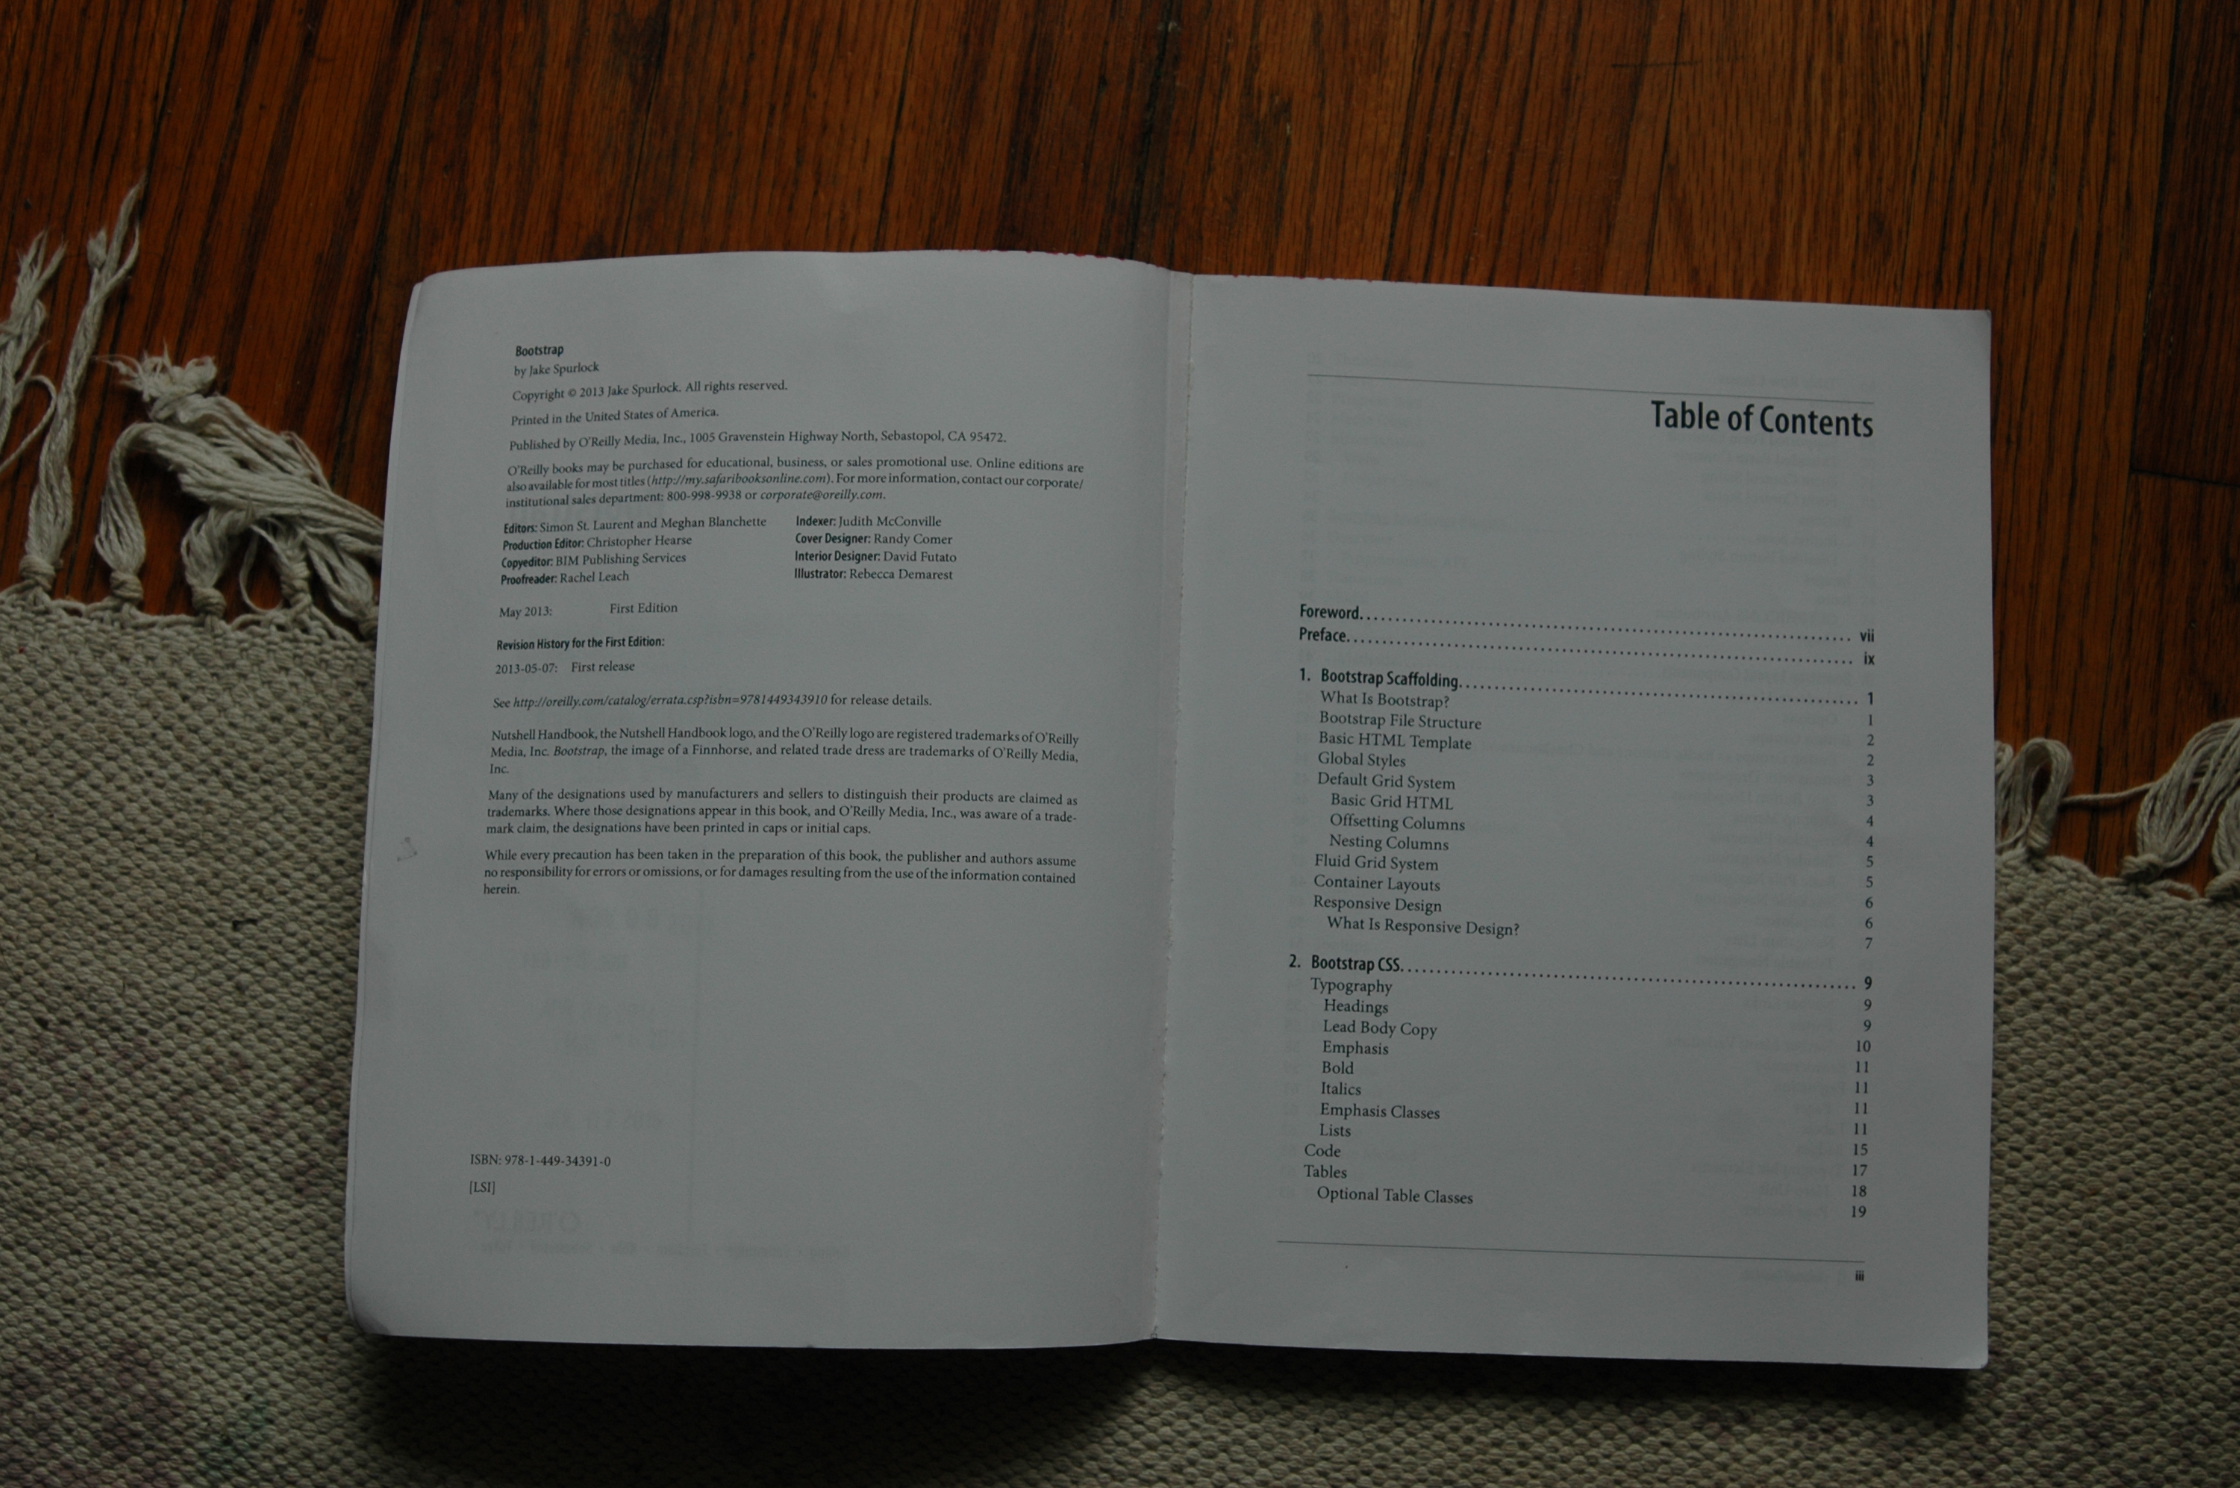 Bootstrap
by Jake Spurlock
Copyright © 2013 Jake Spurlock. All rights reserved.
Printed in the United States of America.
Published by O'Reilly Media, Inc., 1005 Gravenstein Highway North, Sebastopol, CA 95472.
O'Reilly books may be purchased for educational, business, or sales promotional use. Online editions are
also available for most titles (http://my.safaribooksonline.com). For more information, contact our corporate/
institutional sales department: 800-998-9938 or corporate@oreilly.com.
Editors: Simon St. Laurent and Meghan Blanchette
Production Editor: Christopher Hearse
Copyeditor: BIM Publishing Services
Proofreader: Rachel Leach
Indexer: Judith McConville
Cover Designer: Randy Comer
Interior Designer: David Futato
Illustrator: Rebecca Demarest
May 2013: First Edition
Revision History for the First Edition:
2013-05-07: First release
See http://oreilly.com/catalog/errata.csp?isbn=9781449343910 for release details.
Nutshell Handbook, the Nutshell Handbook logo, and the O'Reilly logo are registered trademarks of O'Reilly
Media, Inc. Bootstrap, the image of a Finnhorse, and related trade dress are trademarks of O'Reilly Media,
Inc.
Many of the designations used by manufacturers and sellers to distinguish their products are claimed as
trademarks. Where those designations appear in this book, and O'Reilly Media, Inc., was aware of a trade-
mark claim, the designations have been printed in caps or initial caps.
While every precaution has been taken in the preparation of this book, the publisher and authors assume
no responsibility for errors or omissions, or for damages resulting from the use of the information contained
herein.
ISBN: 978-1-449-34391-0
[LSI]
Table of Contents
Foreword. . . . . . . . . . . . . . . . . . . . vii
Preface. . . . . . . . . . . . . . . . . . . . ix
1. Bootstrap Scaffolding. . . . . . . . . . . . . . . . . . . . 1
What Is Bootstrap? 1
Bootstrap File Structure 2
Basic HTML Template 2
Global Styles 3
Default Grid System 3
Basic Grid HTML 4
Offsetting Columns 4
Nesting Columns 5
Fluid Grid System 5
Container Layouts 6
Responsive Design 6
What Is Responsive Design? 7
2. Bootstrap CSS. . . . . . . . . . . . . . . . . . . . 9
Typography 9
Headings 9
Lead Body Copy 10
Emphasis 11
Bold 11
Italics 11
Emphasis Classes 11
Lists 15
Code 17
Tables 18
Optional Table Classes 19
iii